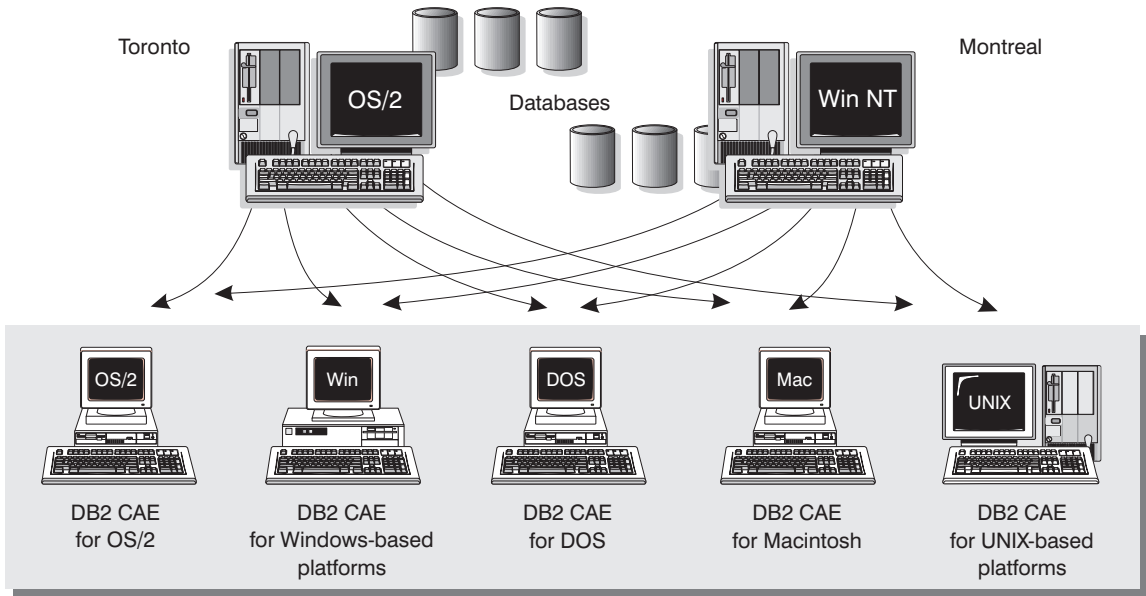 Toronto
Montreal
OS/2
Databases
Win NT
OS/2
Win
DOS
Mac
UNIX
DB2 CAE
for OS/2
DB2 CAE
for Windows-based
platforms
DB2 CAE
for DOS
DB2 CAE
for Macintosh
DB2 CAE
for UNIX-based
platforms